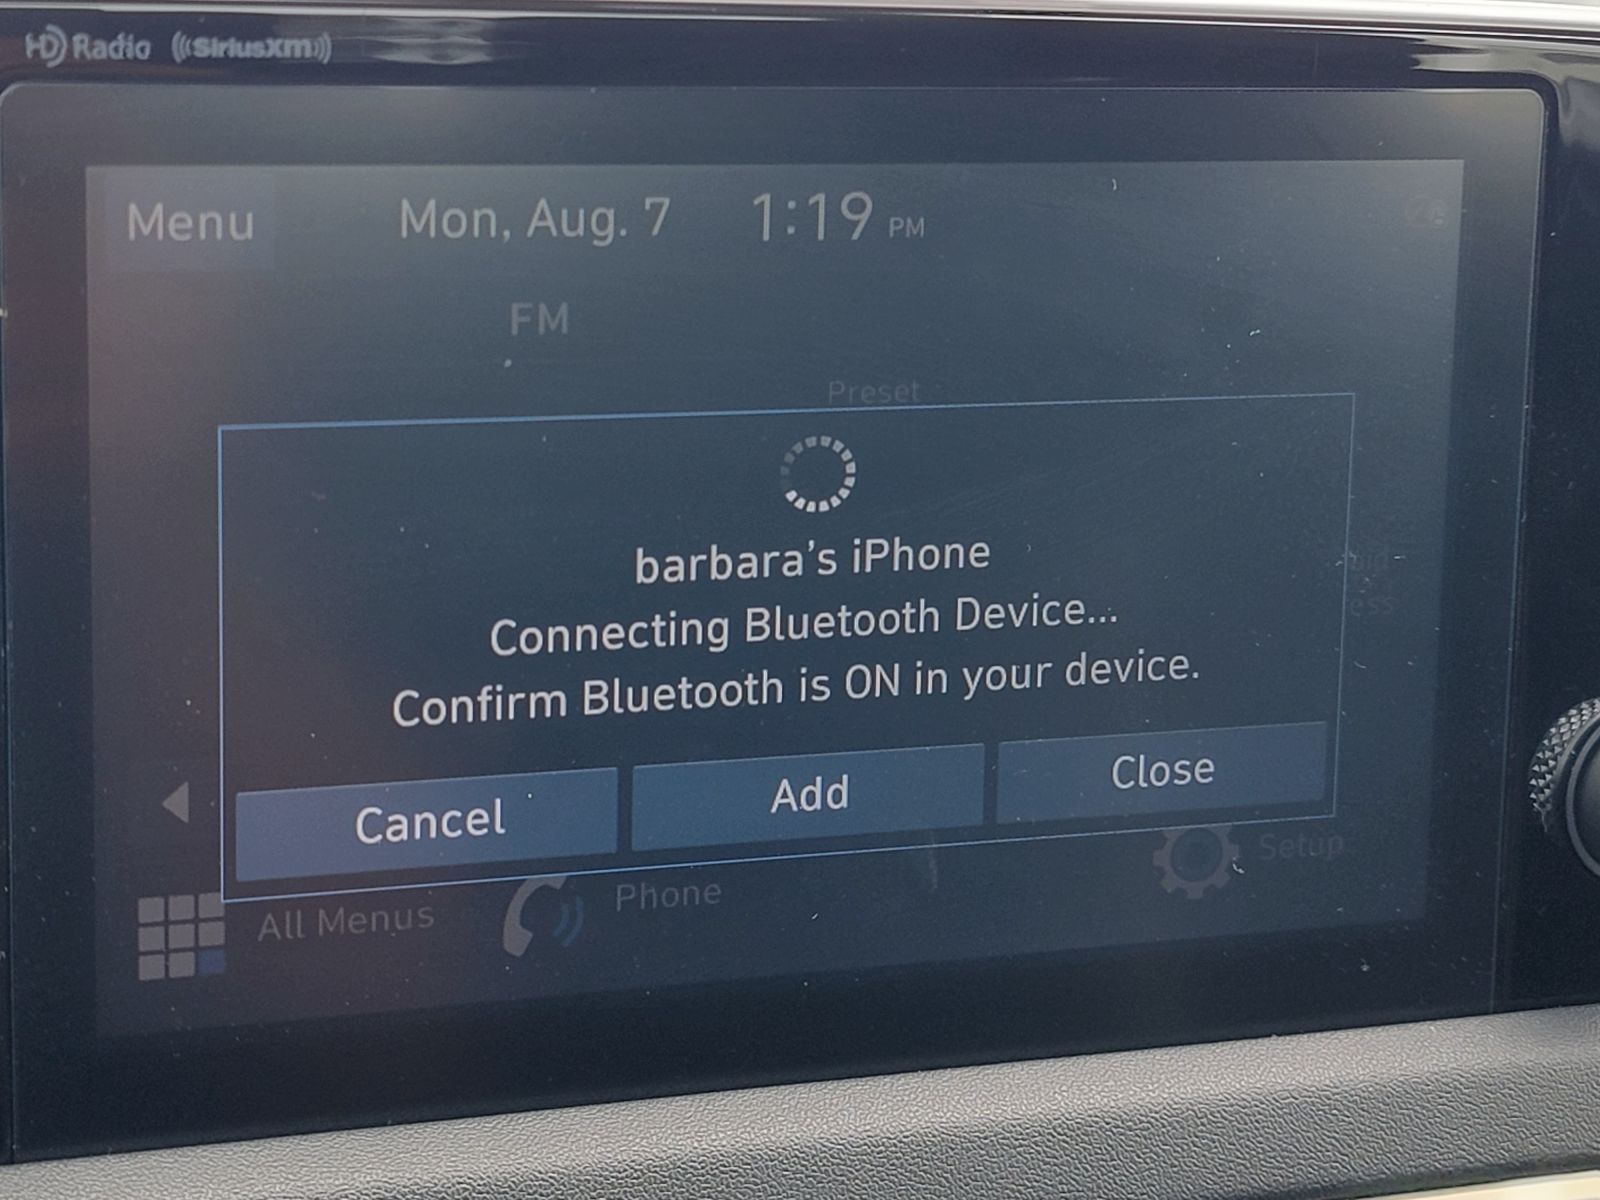 HD Radio ((SiriusXM))
Menu Mon, Aug. 7 1:19 PM
FM
Preset
barbara's iPhone
Connecting Bluetooth Device...
Confirm Bluetooth is ON in your device.
Cancel Add Close
All Menus Phone Setup